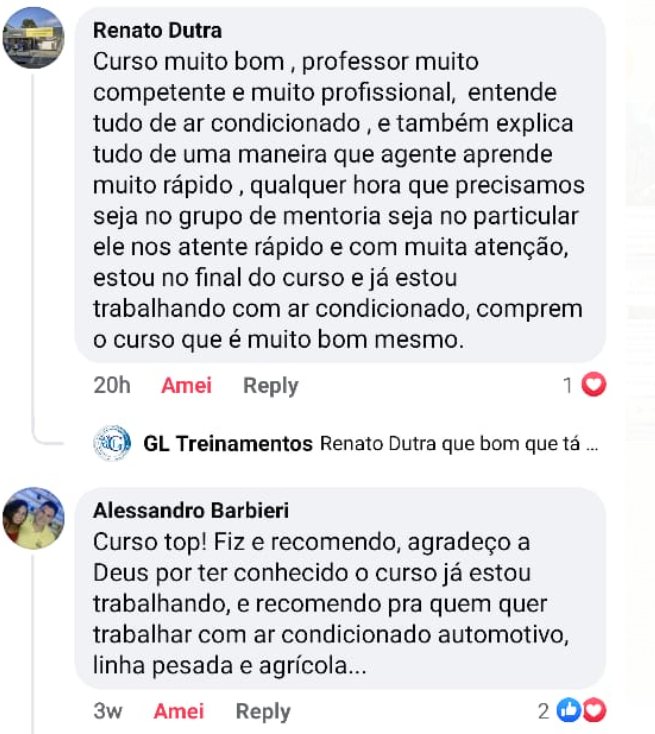 Renato Dutra
Curso muito bom , professor muito
competente e muito profissional,  entende
tudo de ar condicionado , e também explica
tudo de uma maneira que agente aprende
muito rápido , qualquer hora que precisamos
seja no grupo de mentoria seja no particular
ele nos atente rápido e com muita atenção,
estou no final do curso e já estou
trabalhando com ar condicionado, comprem
o curso que é muito bom mesmo.
20h Amei Reply 1
GL Treinamentos Renato Dutra que bom que tá ...
Alessandro Barbieri
Curso top! Fiz e recomendo, agradeço a
Deus por ter conhecido o curso já estou
trabalhando, e recomendo pra quem quer
trabalhar com ar condicionado automotivo,
linha pesada e agrícola...
3w Amei Reply 2